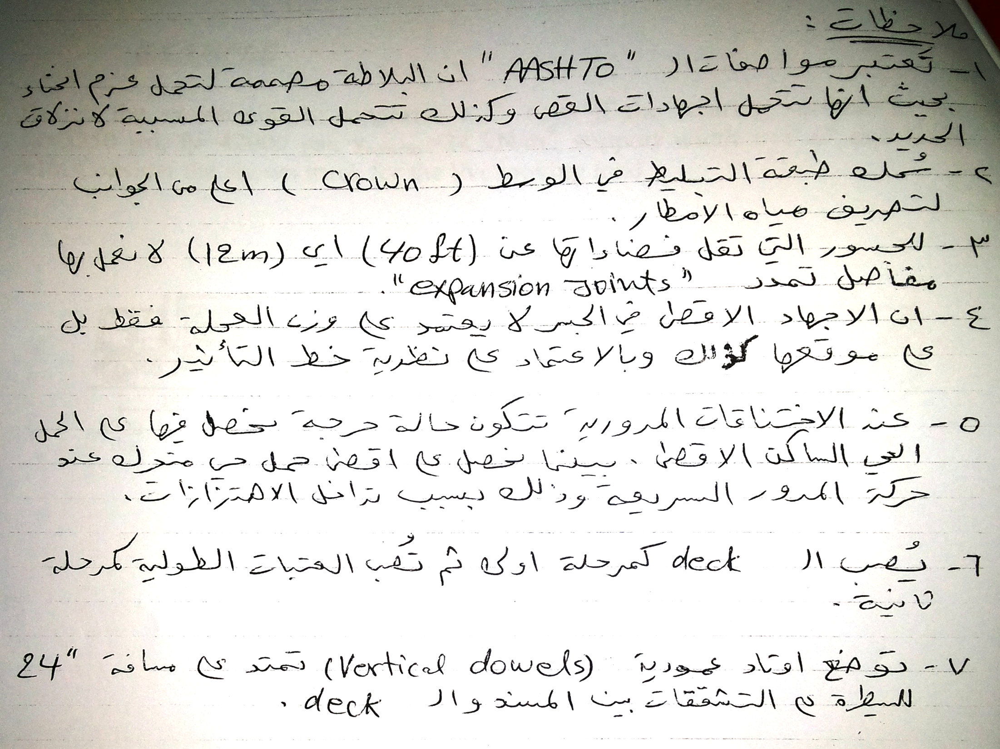 ملاحظات :
١- تعتبر مواصفات ال "AASHTO" ان البلاطة مصممة لتحمل عزم انحناء
بحيث انها تتحمل اجهادات القص وكذلك تتحمل القوى المسببة لانزلاق
الحديد.
٢- سُمك طبقة التبليط في الوسط ( Crown ) اعلى من الجوانب
لتصريف مياه الامطار .
٣- للجسور التي تقل فضاءاتها عن (40 ft) اي (12m) لا نعمل بها
مفاصل تمدد "expansion Joints".
٤- ان الاجهاد الاقصى في الجسر لا يعتمد على وزن العجلة فقط بل
على موقعها كذلك وبالاعتماد على نظرية خط التأثير .
٥- عند الاختناقات المرورية تتكون حالة حرجة نحصل فيها على الحمل
الحي الساكن الاقصى . بينما نحصل على اقصى حمل حي متحرك عند
حركة المرور السريعة وذلك بسبب تداخل الاهتزازات .
٦- يُصب ال deck كمرحلة اولى ثم تُصب العتبات الطولية كمرحلة
ثانية .
٧- توضع اوتاد عمودية (Vertical dowels) تمتد على مسافة 24"
للسيطرة على التشققات بين المسند وال deck .